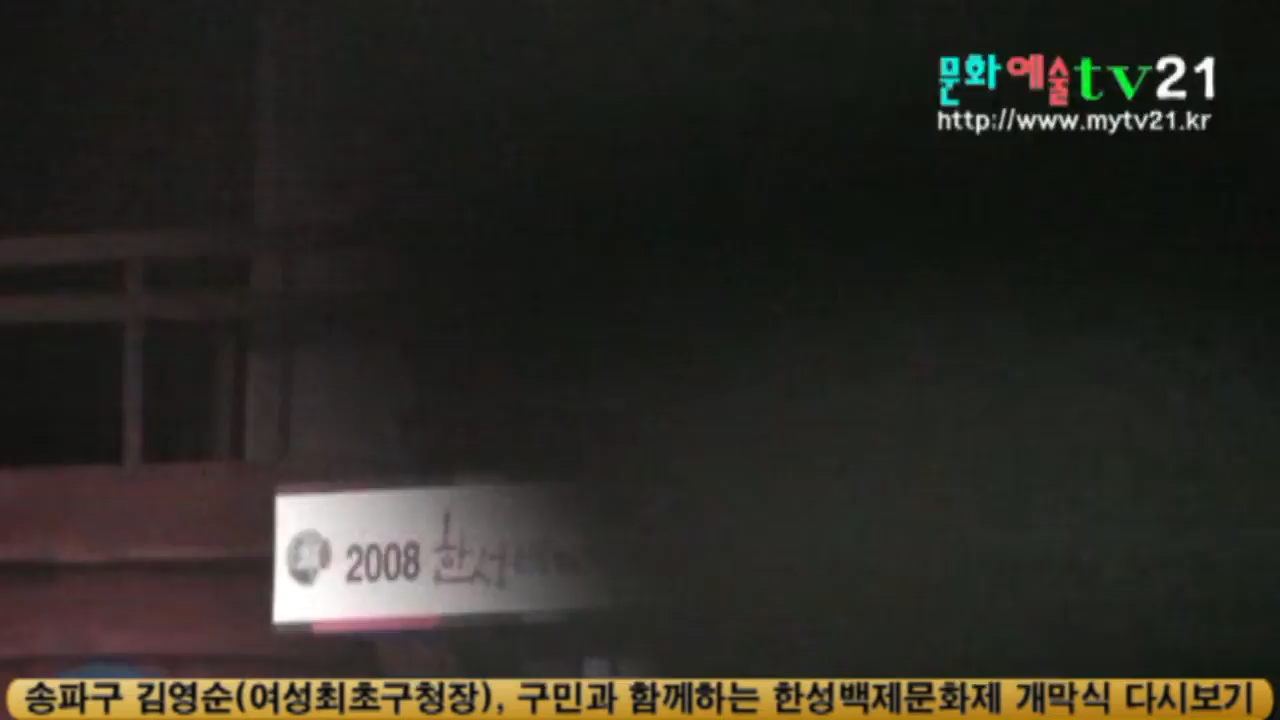 문화예술tv21
http://www.mytv21.kr
2008 한성
송파구 김영순(여성최초구청장), 구민과 함께하는 한성백제문화제 개막식 다시보기